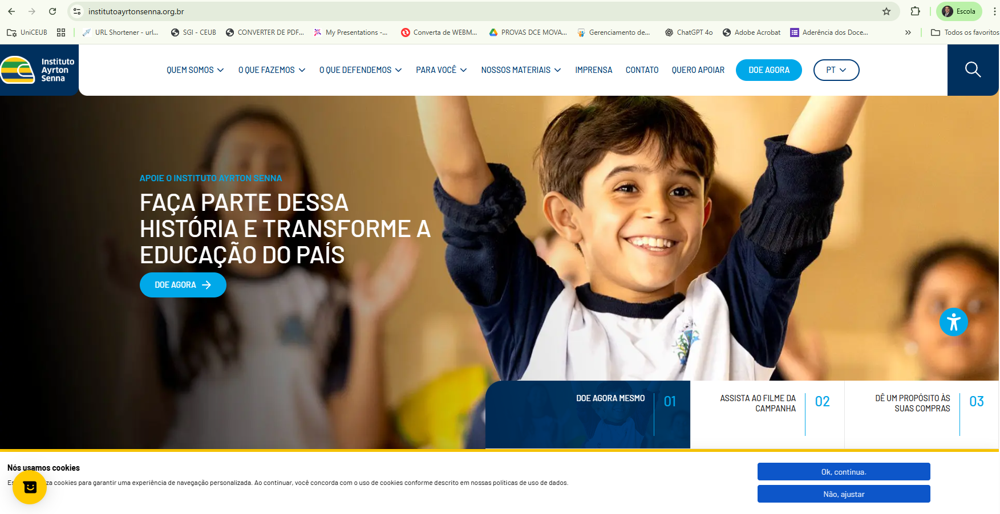 institutoayrtonsenna.org.br
Escola
UniCEUB
URL Shortener - url...
SGI - CEUB
CONVERTER DE PDF...
My Presentations -...
Converta de WEBM...
PROVAS DCE MOVA...
Gerenciamento de...
ChatGPT 4o
Adobe Acrobat
Aderência dos Doce...
»
Todos os favoritos
Instituto
Ayrton
Senna
QUEM SOMOS
O QUE FAZEMOS
O QUE DEFENDEMOS
PARA VOCÊ
NOSSOS MATERIAIS
IMPRENSA
CONTATO
QUERO APOIAR
DOE AGORA
PT
APOIE O INSTITUTO AYRTON SENNA
FAÇA PARTE DESSA
HISTÓRIA E TRANSFORME A
EDUCAÇÃO DO PAÍS
DOE AGORA
DOE AGORA MESMO
01
ASSISTA AO FILME DA
CAMPANHA
02
DÊ UM PROPÓSITO ÀS
SUAS COMPRAS
03
Nós usamos cookies
cookies para garantir uma experiência de navegação personalizada. Ao continuar, você concorda com o uso de cookies conforme descrito em nossas políticas de uso de dados.
Ok, continua.
Não, ajustar